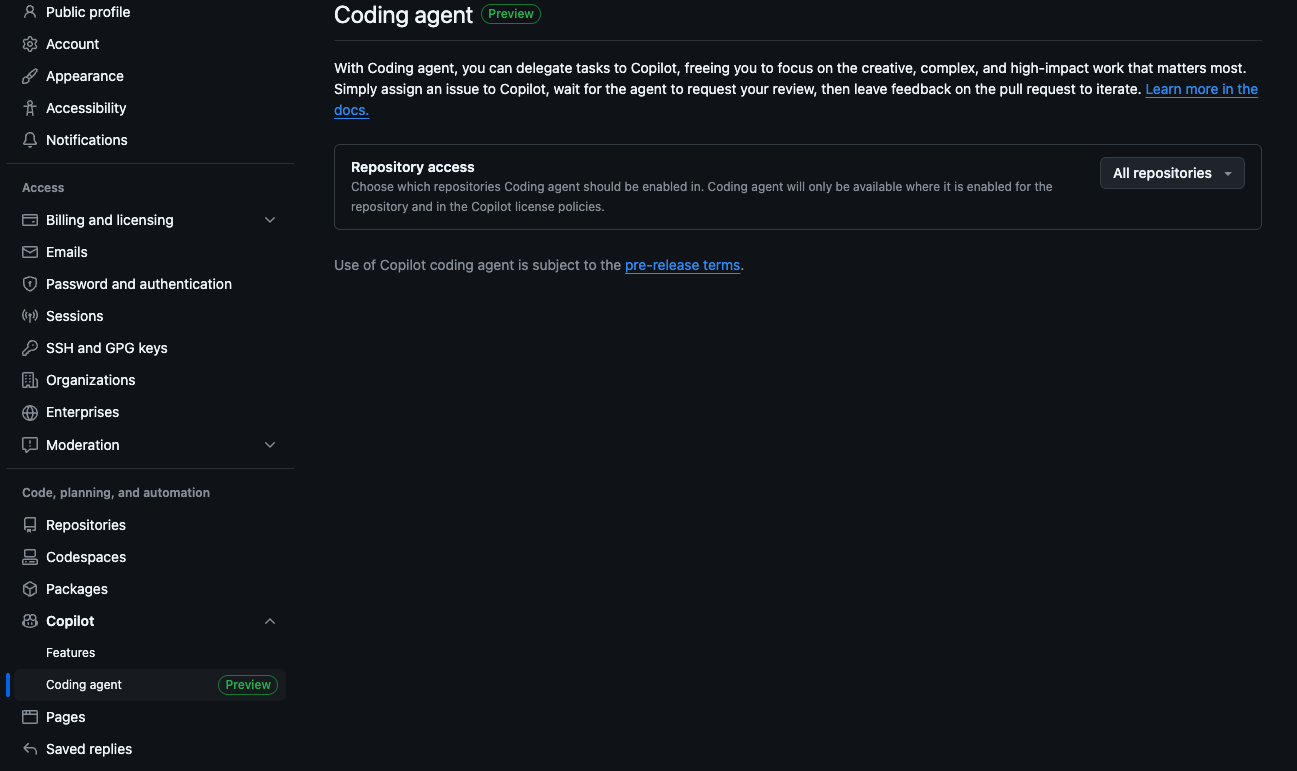 Public profile
Account
Appearance
Accessibility
Notifications
Access
Billing and licensing
Emails
Password and authentication
Sessions
SSH and GPG keys
Organizations
Enterprises
Moderation
Code, planning, and automation
Repositories
Codespaces
Packages
Copilot
Features
Coding agent Preview
Pages
Saved replies
Coding agent Preview
With Coding agent, you can delegate tasks to Copilot, freeing you to focus on the creative, complex, and high-impact work that matters most.
Simply assign an issue to Copilot, wait for the agent to request your review, then leave feedback on the pull request to iterate. Learn more in the
docs.
Repository access
Choose which repositories Coding agent should be enabled in. Coding agent will only be available where it is enabled for the
repository and in the Copilot license policies.
All repositories
Use of Copilot coding agent is subject to the pre-release terms.